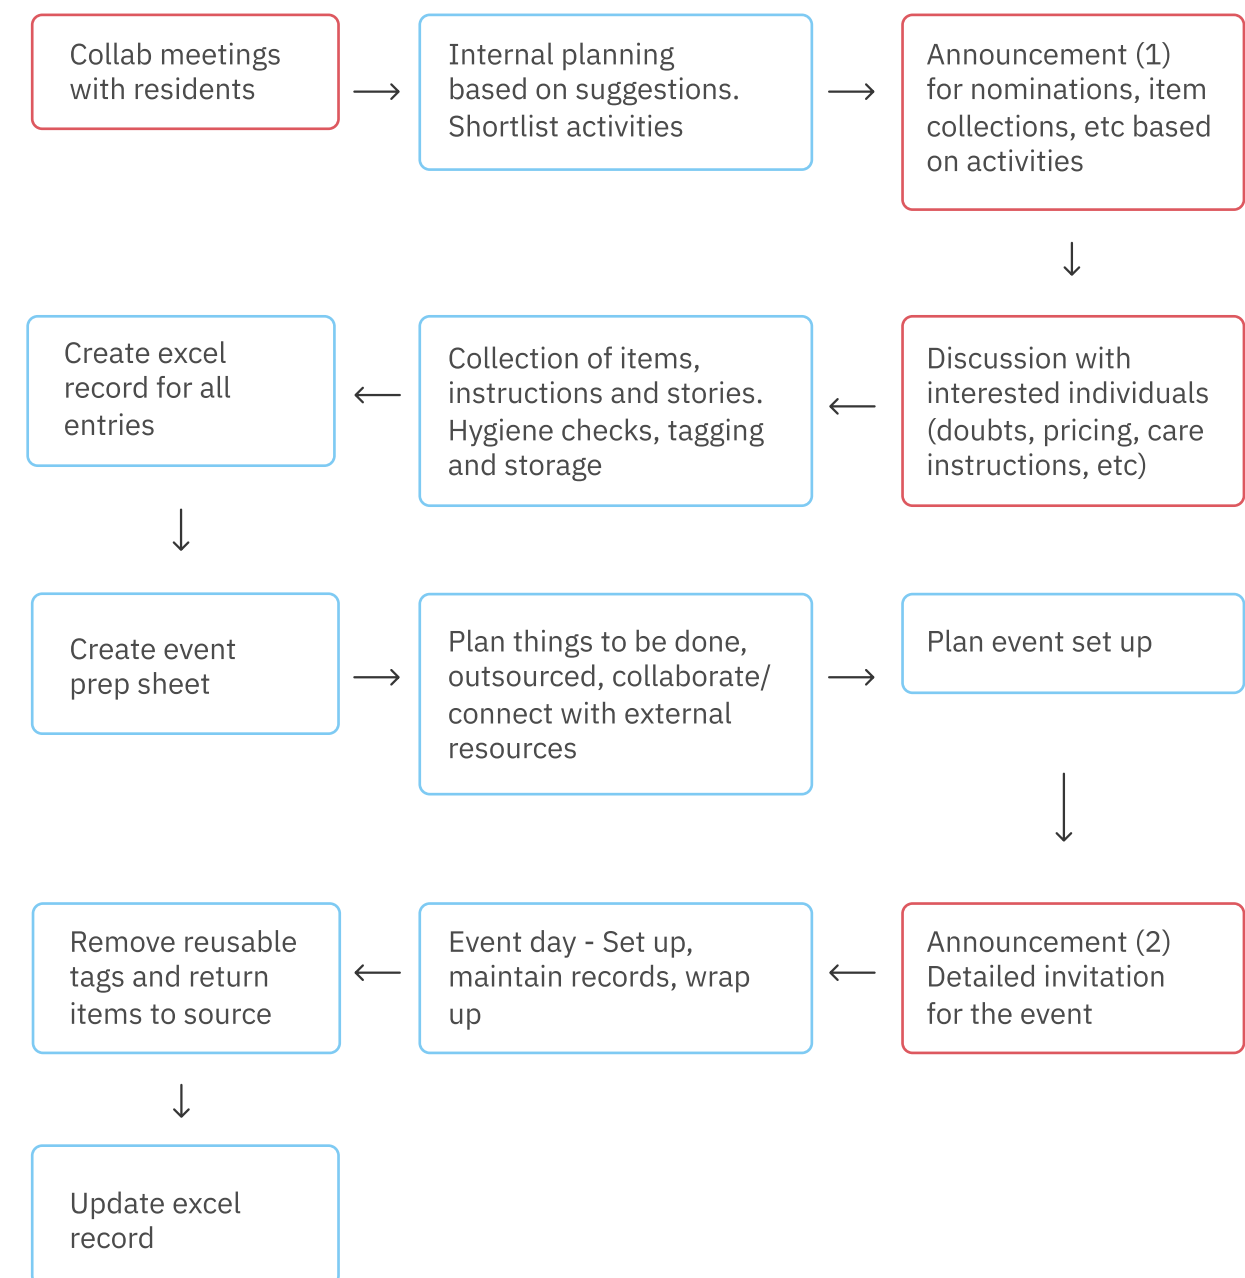 Collab meetings
with residents
Internal planning
based on suggestions.
Shortlist activities
Announcement (1)
for nominations, item
collections, etc based
on activities
Discussion with
interested individuals
(doubts, pricing, care
instructions, etc)
Collection of items,
instructions and stories.
Hygiene checks, tagging
and storage
Create excel
record for all
entries
Create event
prep sheet
Plan things to be done,
outsourced, collaborate/
connect with external
resources
Plan event set up
Announcement (2)
Detailed invitation
for the event
Event day - Set up,
maintain records, wrap
up
Remove reusable
tags and return
items to source
Update excel
record